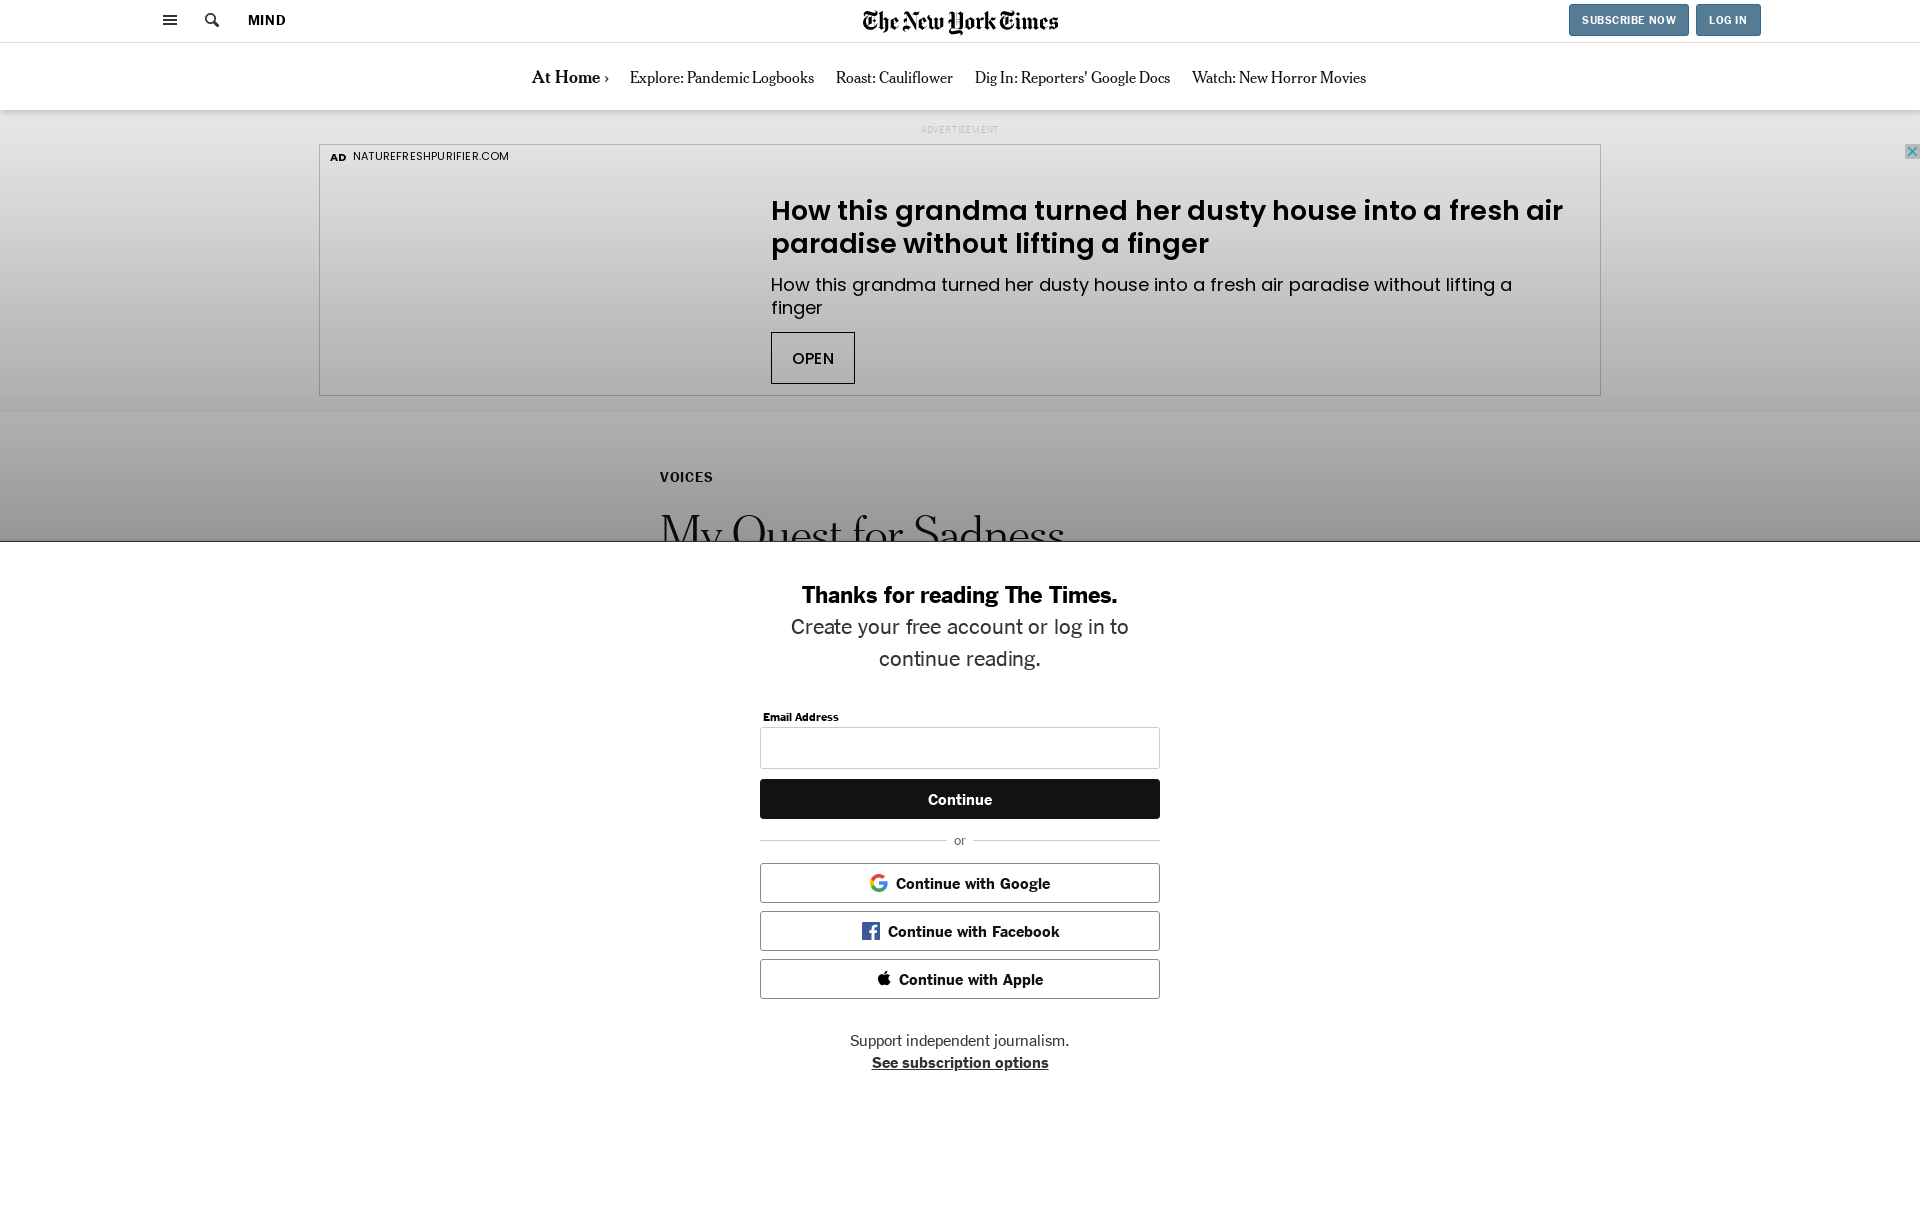 MIND
The New York Times
SUBSCRIBE NOW
LOG IN
At Home ›
Explore: Pandemic Logbooks
Roast: Cauliflower
Dig In: Reporters' Google Docs
Watch: New Horror Movies
ADVERTISEMENT
AD NATUREFRESHPURIFIER.COM
How this grandma turned her dusty house into a fresh air
paradise without lifting a finger
How this grandma turned her dusty house into a fresh air paradise without lifting a
finger
OPEN
VOICES
My Quest for Sadness
Thanks for reading The Times.
Create your free account or log in to
continue reading.
Email Address
Continue
or
Continue with Google
Continue with Facebook
Continue with Apple
Support independent journalism.
See subscription options